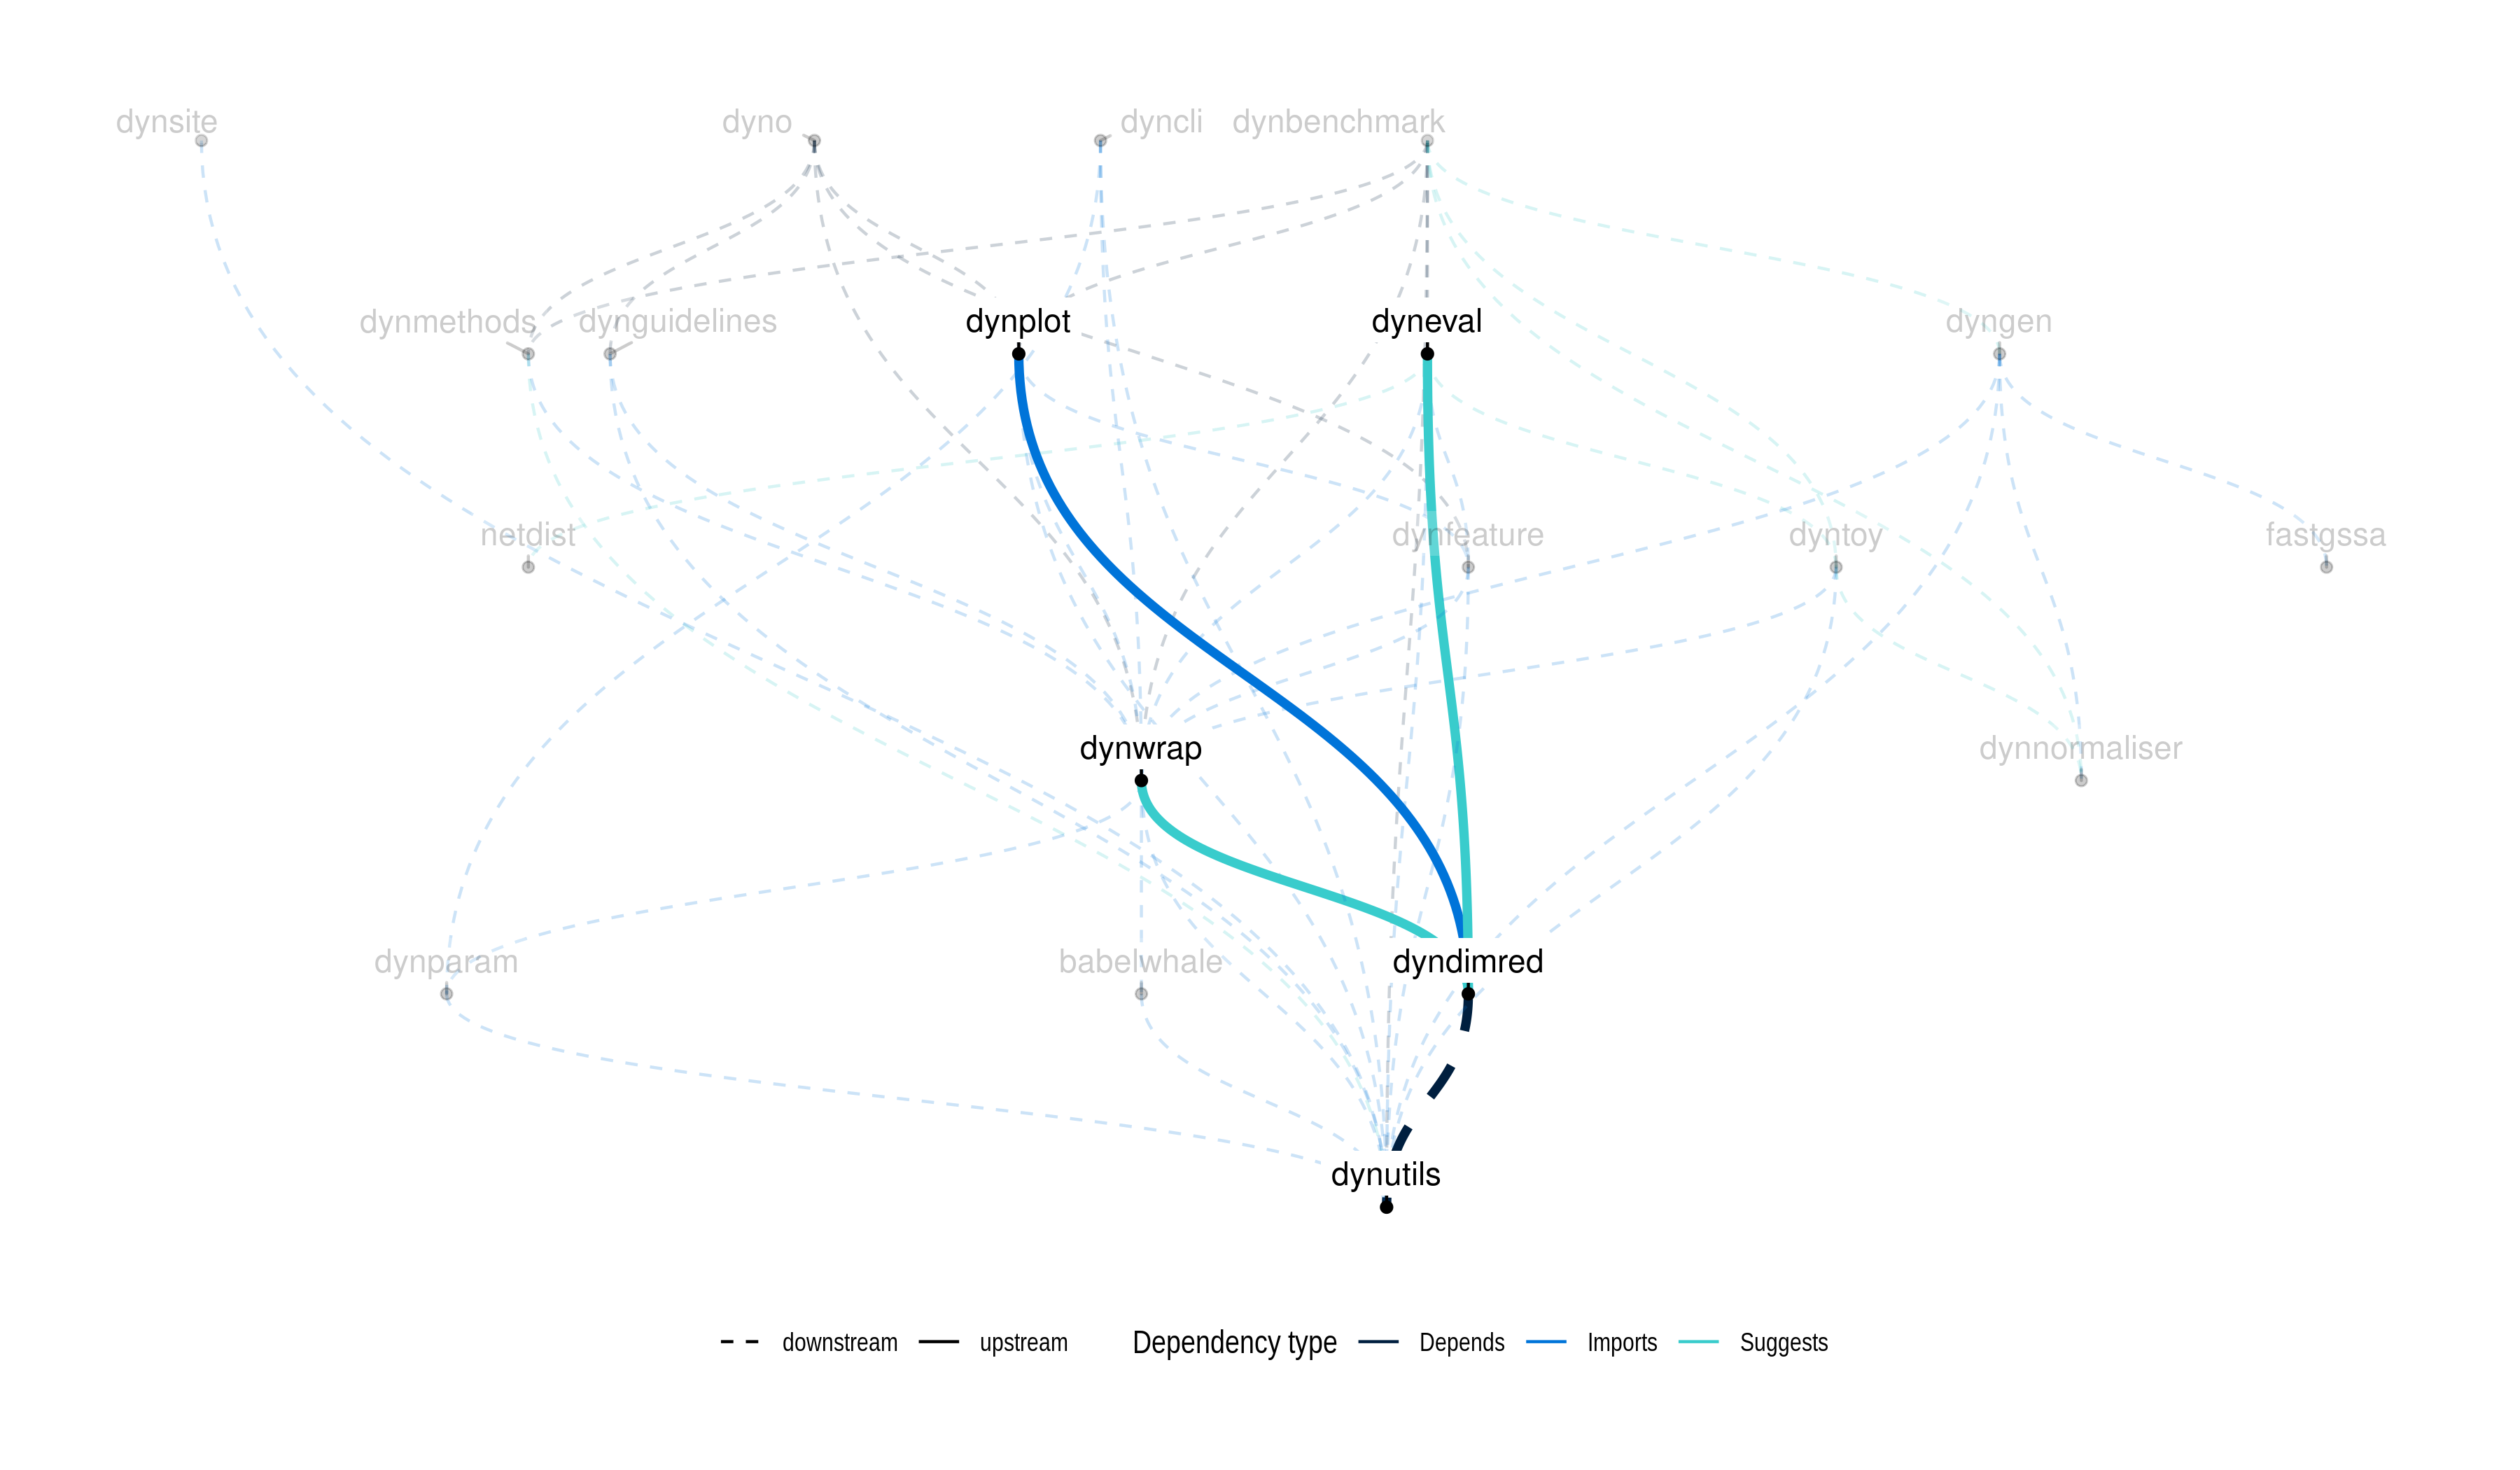 dynsite
dyno
dyncli
dynbenchmark
dynmethods
dynguidelines
dynplot
dyneval
dyngen
netdist
dynfeature
dyntoy
fastgssa
dynwrap
dynnormaliser
dynparam
babelwhale
dyndimred
dynutils
downstream upstream Dependency type Depends Imports Suggests